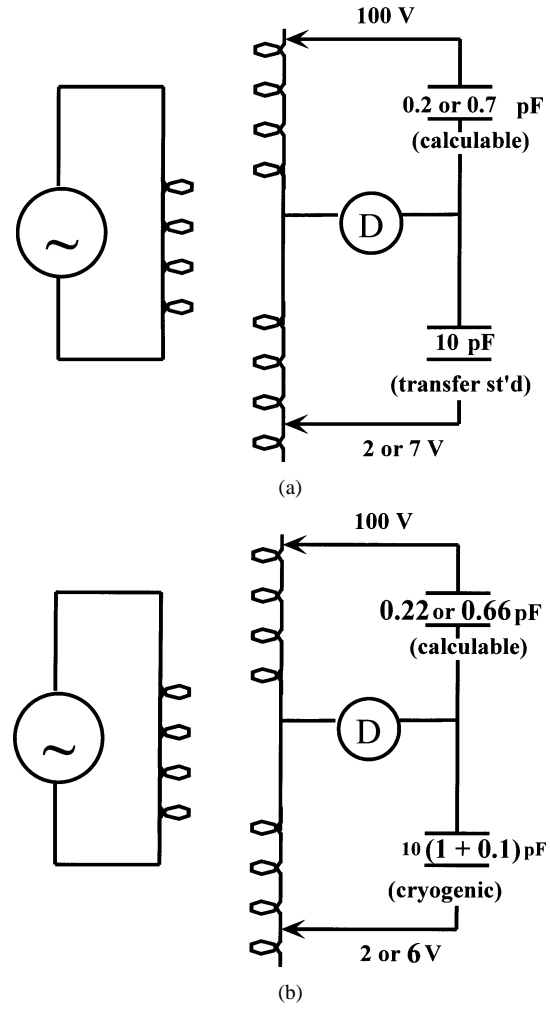 100 V
0.2 or 0.7 pF
(calculable)
~
D
10 pF
(transfer st'd)
2 or 7 V
(a)
100 V
0.22 or 0.66 pF
(calculable)
~
D
10 (1 + 0.1) pF
(cryogenic)
2 or 6 V
(b)